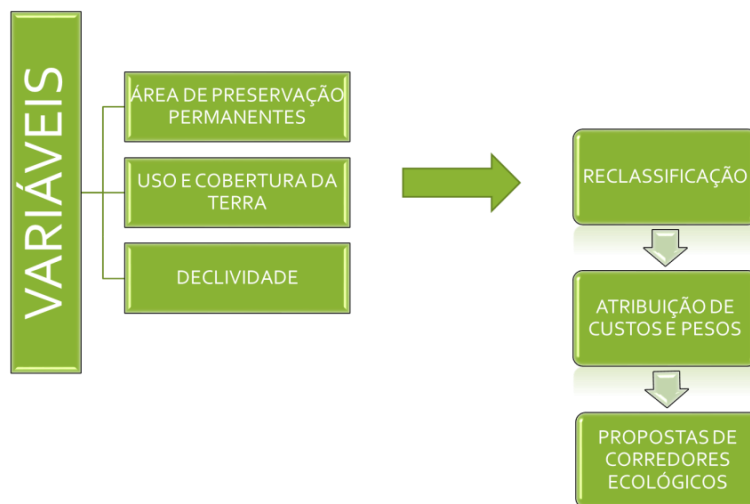 VARIÁVEIS
ÁREA DE PRESERVAÇÃO
PERMANENTES
USO E COBERTURA DA
TERRA
DECLIVIDADE
RECLASSIFICAÇÃO
ATRIBUIÇÃO DE
CUSTOS E PESOS
PROPOSTAS DE
CORREDORES
ECOLÓGICOS